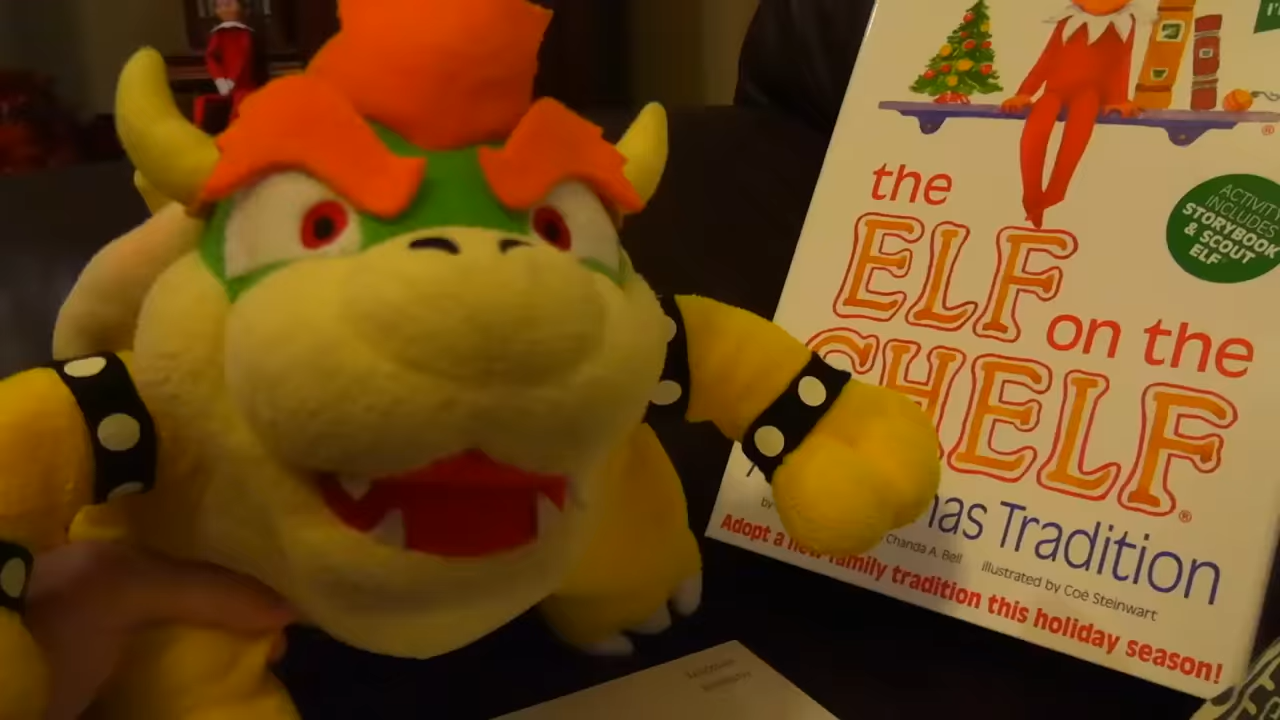 the
ELF on the
SHELF®
mas Tradition
Chanda A. Bell illustrated by Coë Steinwart
Adopt a new family tradition this holiday season!
ACTIVITY
INCLUDES
STORYBOOK
& SCOUT
ELF